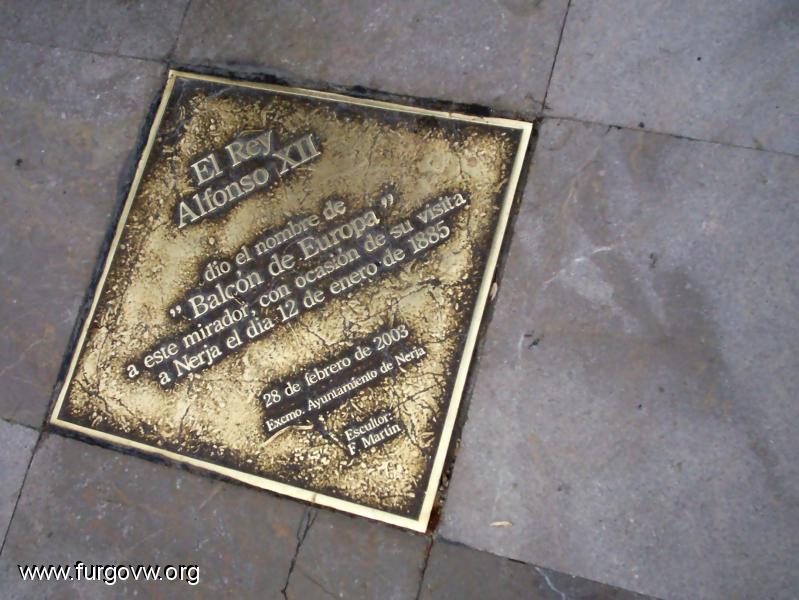 El Rey
Alfonso XII
dio el nombre de
" Balcón de Europa "
a este mirador, con ocasión de su visita
a Nerja el día 12 de enero de 1885
28 de febrero de 2003
Excmo. Ayuntamiento de Nerja
Escultor:
F. Martín
www.furgovw.org